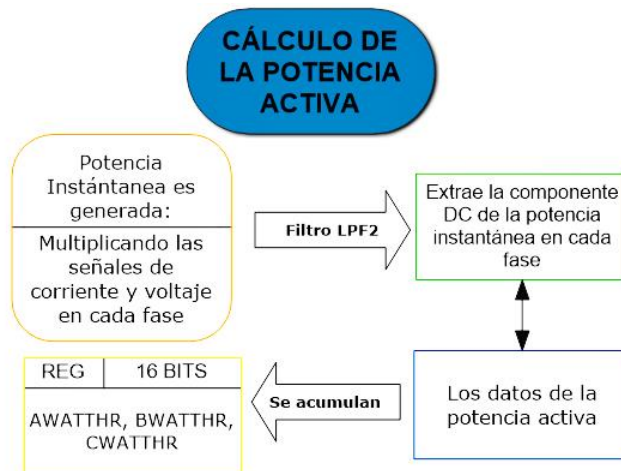 CÁLCULO DE
LA POTENCIA
ACTIVA
Potencia
Instántanea es
generada:
Multiplicando las
señales de
corriente y voltaje
en cada fase
Filtro LPF2
Extrae la componente
DC de la potencia
instantánea en cada
fase
Los datos de la
potencia activa
Se acumulan
REG 16 BITS
AWATTHR, BWATTHR,
CWATTHR